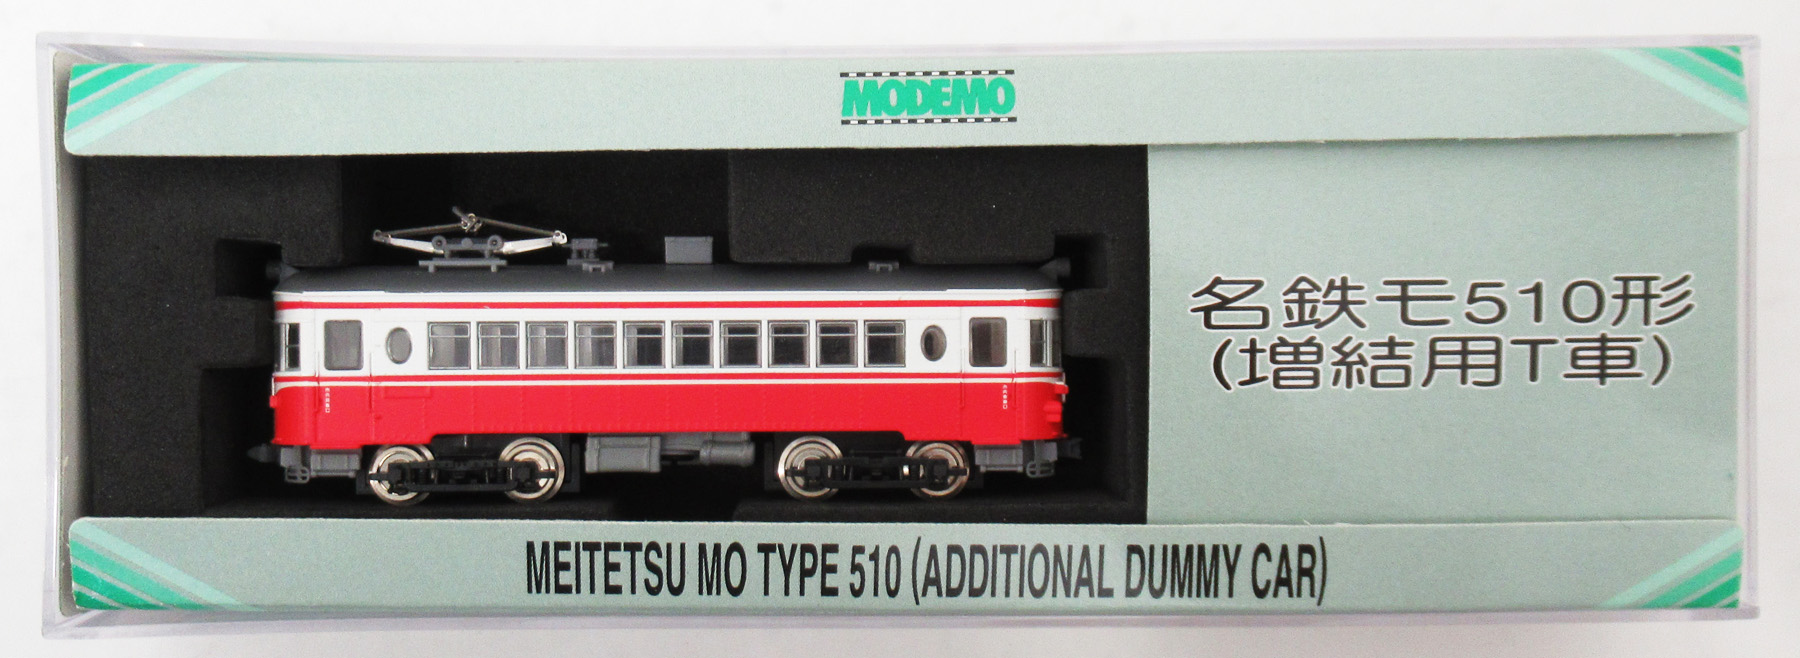 MODEMO
名鉄モ510形
(増結用T車)
MEITETSU MO TYPE 510 (ADDITIONAL DUMMY CAR)